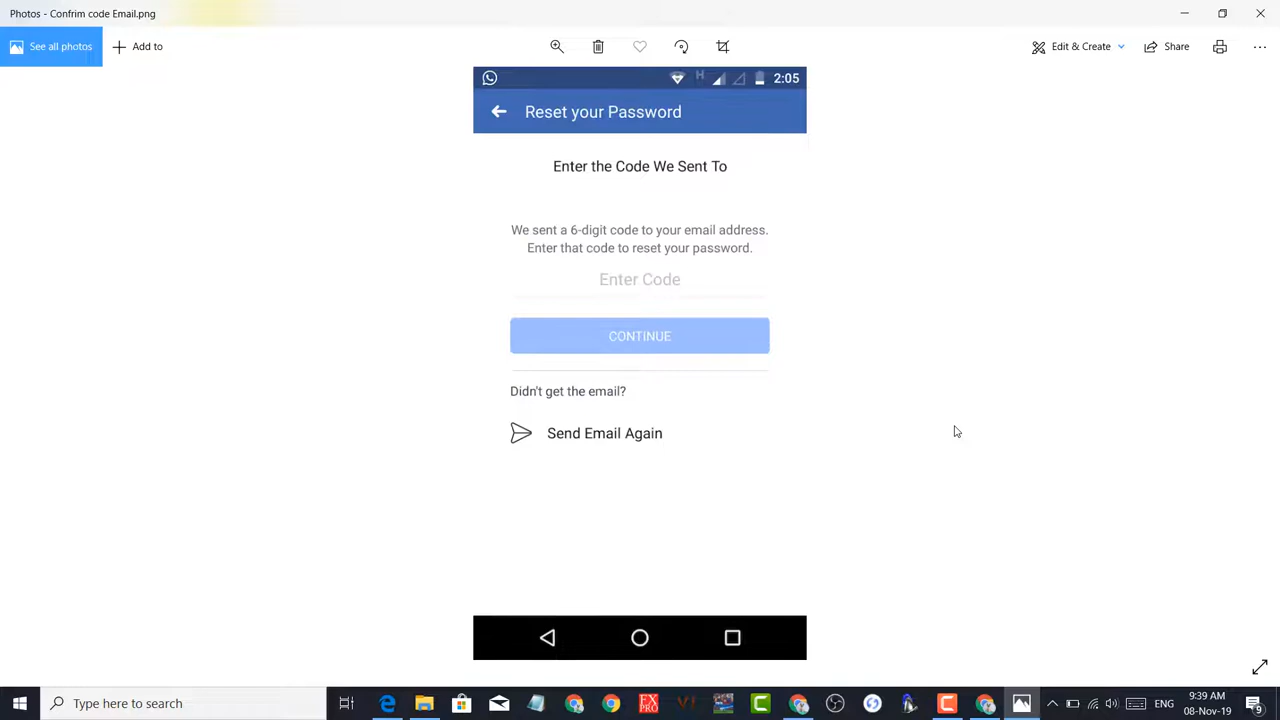 Photos - Confrim code Email.png
See all photos
Add to
Edit & Create
Share
H
2:05
Reset your Password
Enter the Code We Sent To
We sent a 6-digit code to your email address.
Enter that code to reset your password.
Enter Code
CONTINUE
Didn't get the email?
Send Email Again
Type here to search
FX
PRO
ENG
9:39 AM
08-Nov-19
9